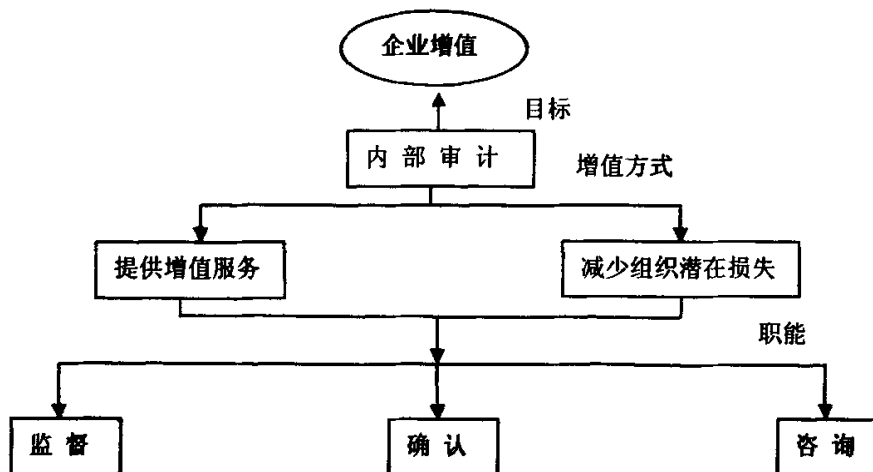 企业增值
目标
内部审计
增值方式
提供增值服务
减少组织潜在损失
职能
监督
确认
咨询